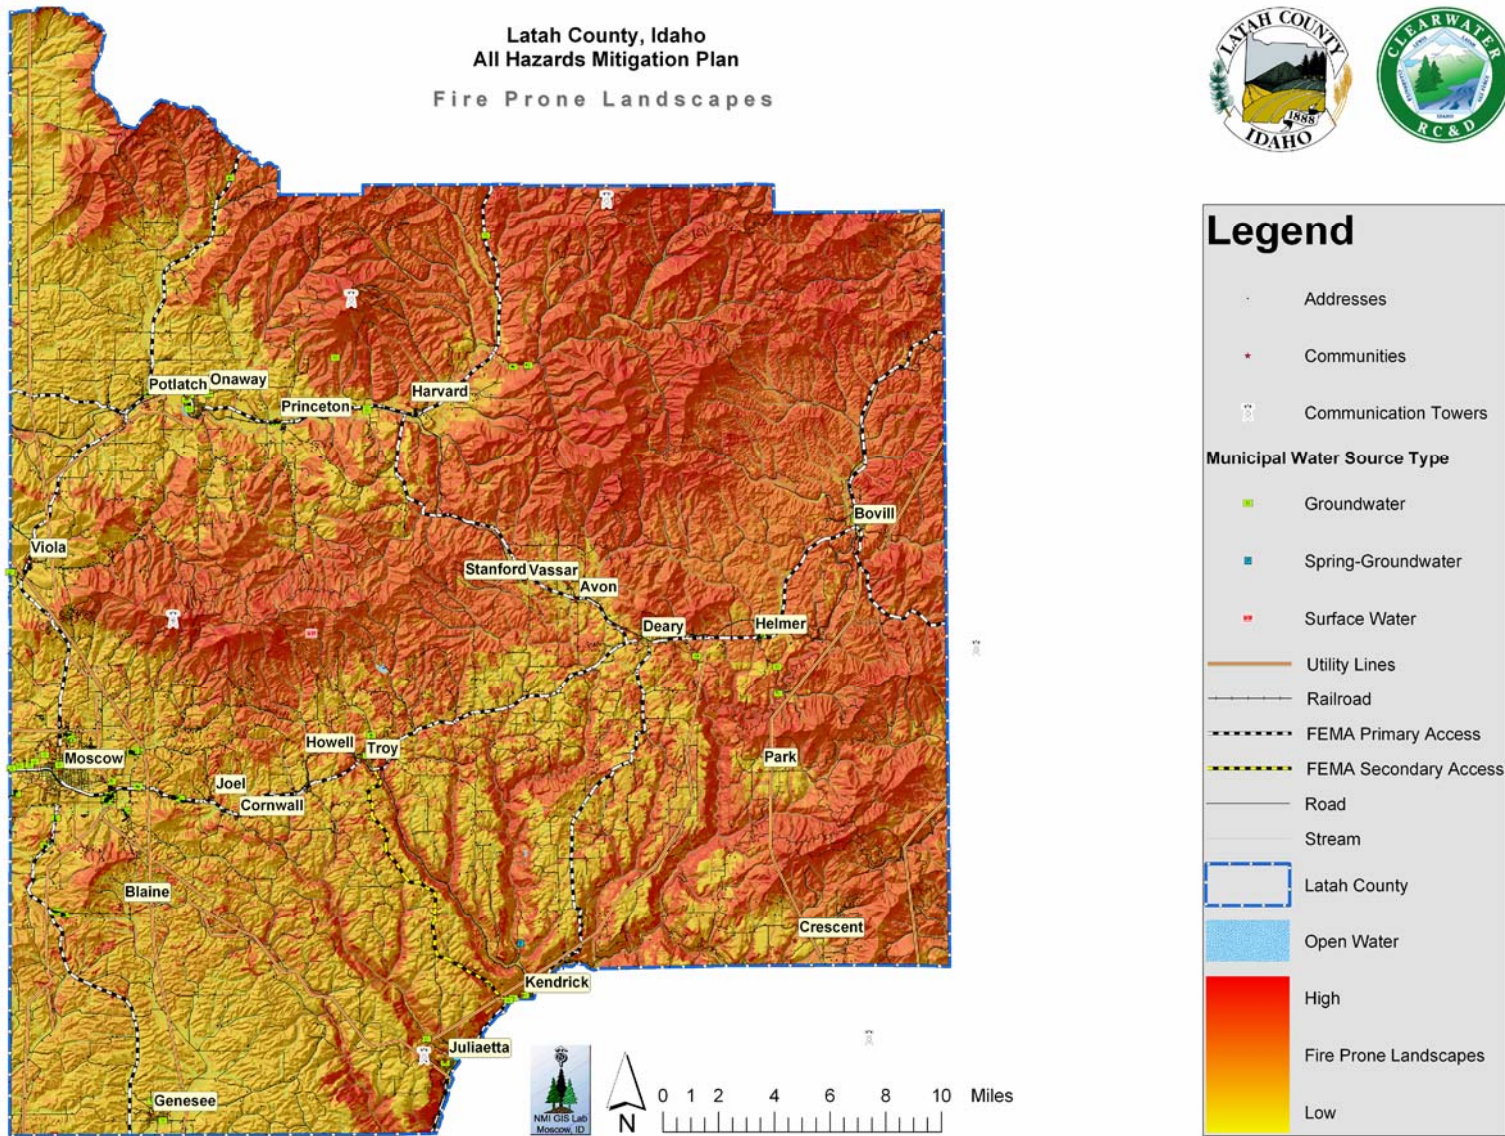 Latah County, Idaho
All Hazards Mitigation Plan
Fire Prone Landscapes
LATAH COUNTY
1888
IDAHO
CLEARWATER
IDAHO
RC&D
Potlatch
Onaway
Princeton
Harvard
Viola
Bovill
Stanford
Vassar
Avon
Deary
Helmer
Moscow
Howell
Troy
Park
Joel
Cornwall
Blaine
Crescent
Kendrick
Juliaetta
Genesee
NMI GIS Lab
Moscow, ID
N
0 1 2 4 6 8 10 Miles
Legend
Addresses
Communities
Communication Towers
Municipal Water Source Type
Groundwater
Spring-Groundwater
Surface Water
Utility Lines
Railroad
FEMA Primary Access
FEMA Secondary Access
Road
Stream
Latah County
Open Water
High
Fire Prone Landscapes
Low